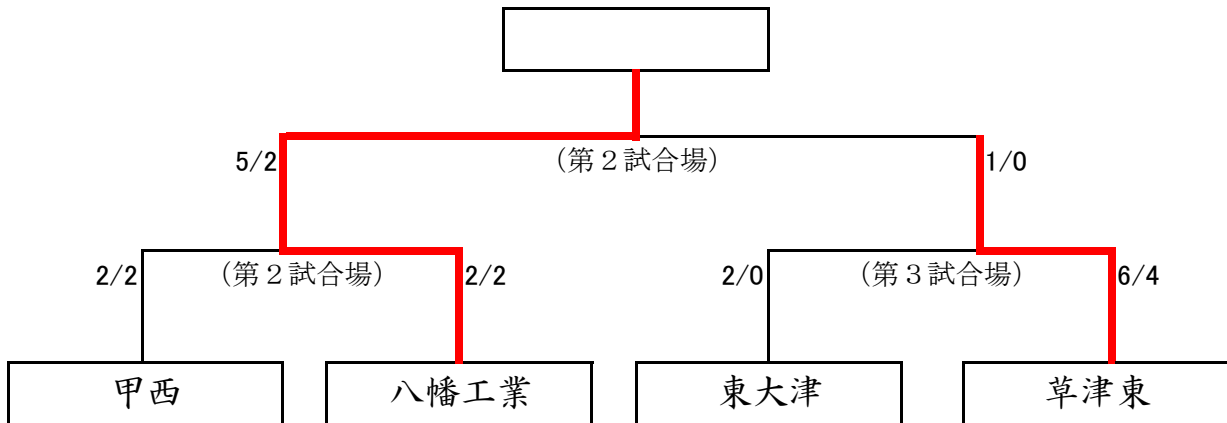 5/2 (第２試合場) 1/0
2/2 (第２試合場) 2/2 2/0 (第３試合場) 6/4
甲西 八幡工業 東大津 草津東